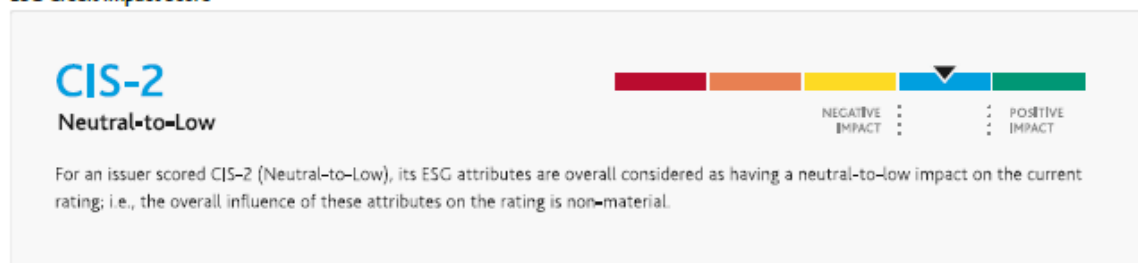 CIS-2
Neutral-to-Low
NEGATIVE
IMPACT
POSITIVE
IMPACT
For an issuer scored CIS-2 (Neutral-to-Low), its ESG attributes are overall considered as having a neutral-to-low impact on the current
rating; i.e., the overall influence of these attributes on the rating is non-material.